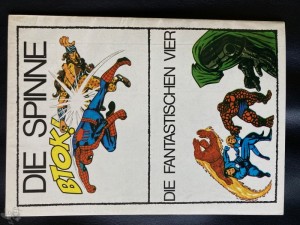 DIE SPINNE
BTOK!
DIE FANTASTISCHEN VIER